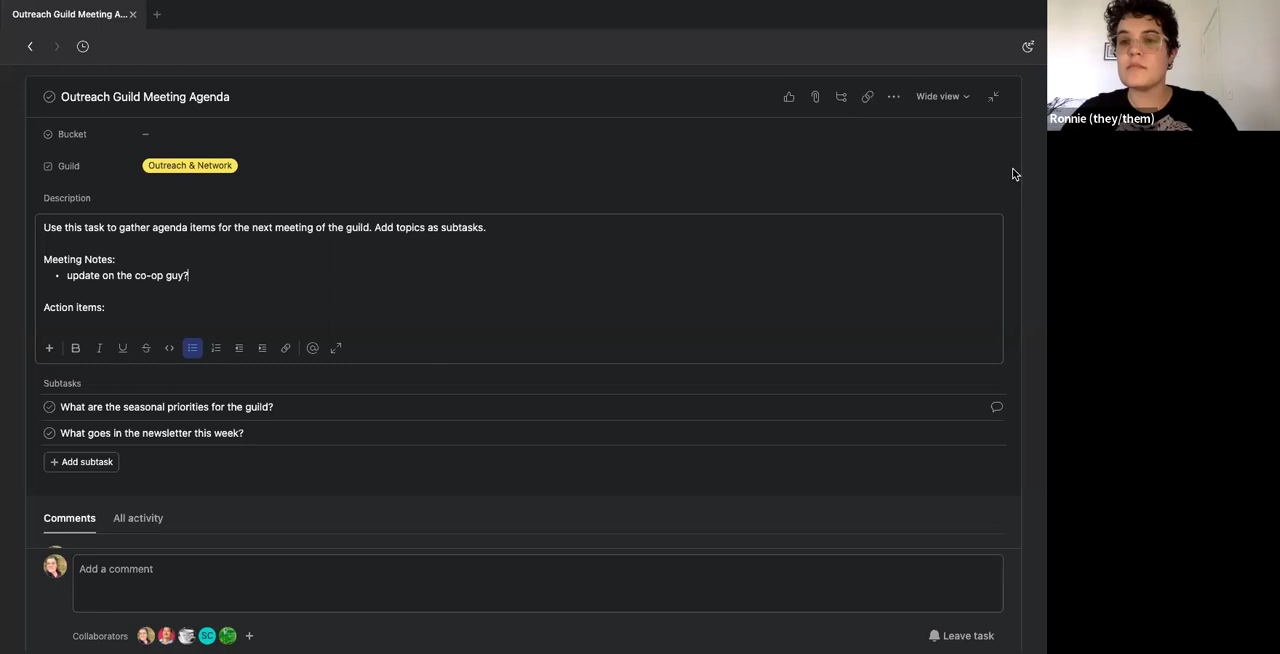 Outreach Guild Meeting A...
Outreach Guild Meeting Agenda
Wide view
Bucket
—
Guild
Outreach & Network
Description
Use this task to gather agenda items for the next meeting of the guild. Add topics as subtasks.
Meeting Notes:
• update on the co-op guy?
Action items:
B I U S
Subtasks
What are the seasonal priorities for the guild?
What goes in the newsletter this week?
+ Add subtask
Comments All activity
Add a comment
Collaborators SC +
Leave task
Ronnie (they/them)